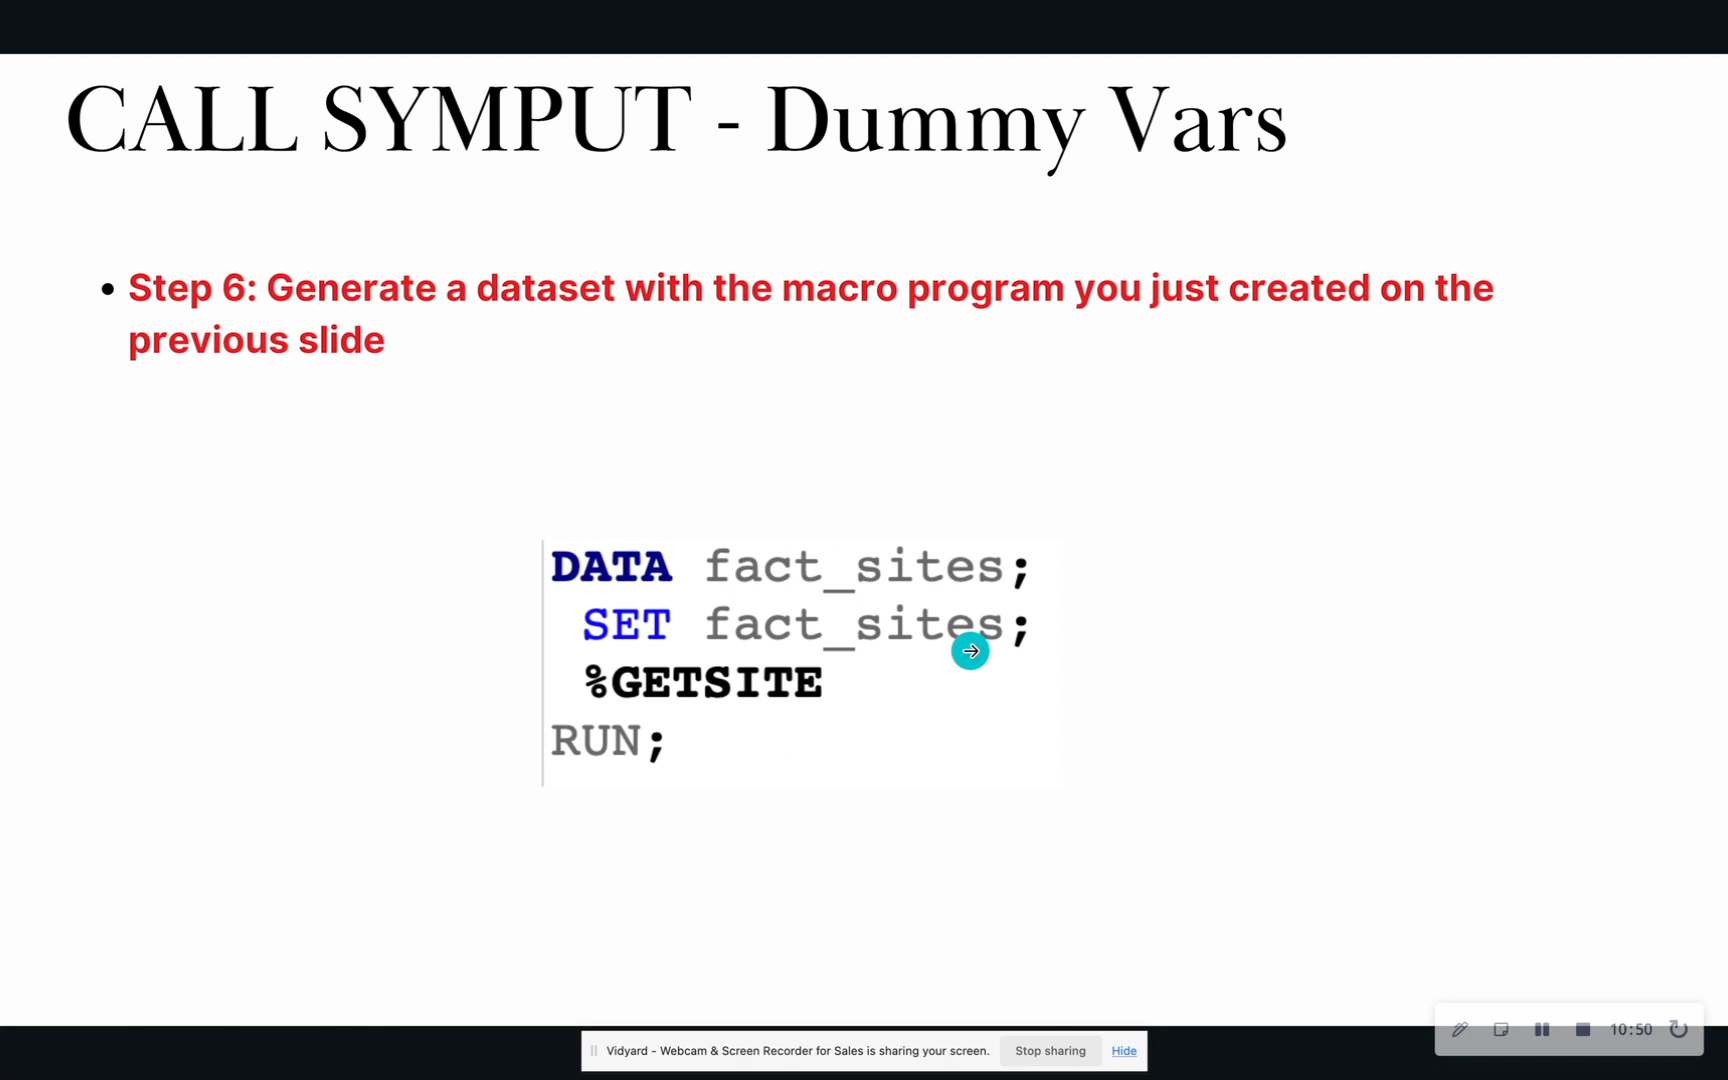 CALL SYMPUT - Dummy Vars
• Step 6: Generate a dataset with the macro program you just created on the
previous slide
DATA fact_sites;
SET fact_sites;
%GETSITE
RUN;
10:50
Vidyard - Webcam & Screen Recorder for Sales is sharing your screen. Stop sharing Hide